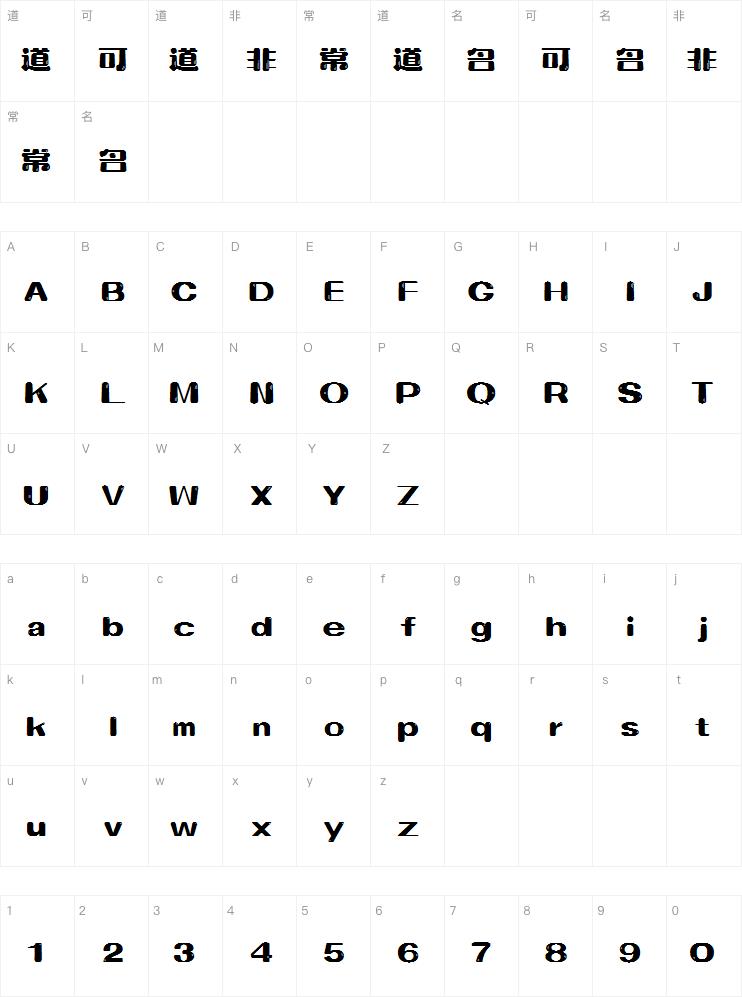 道 可 道 非 常 道 名 可 名 非
道 可 道 非 常 道 名 可 名 非
常 名
常 名
A B C D E F G H I J
A B C D E F G H I J
K L M N O P Q R S T
K L M N O P Q R S T
U V W X Y Z
U V W X Y Z
a b c d e f g h i j
a b c d e f g h i j
k l m n o p q r s t
k l m n o p q r s t
u v w x y z
u v w x y z
1 2 3 4 5 6 7 8 9 0
1 2 3 4 5 6 7 8 9 0